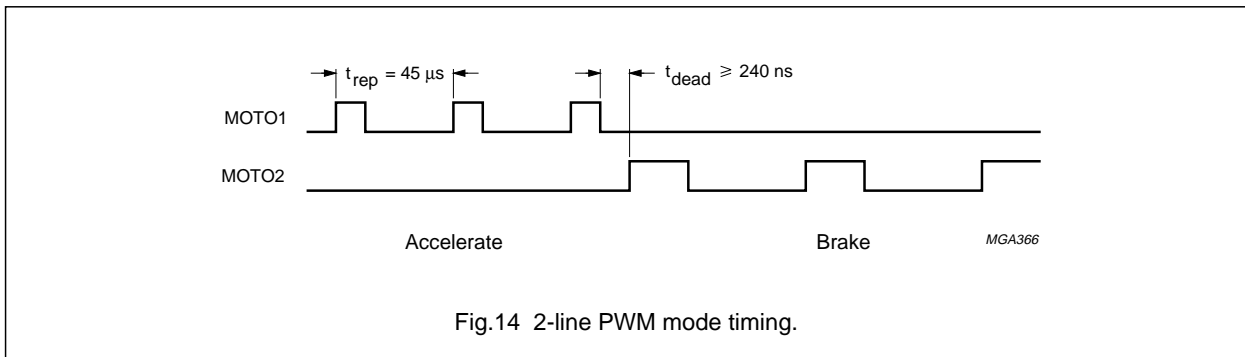 t_rep = 45 μs
t_dead ≥ 240 ns
MOTO1
MOTO2
Accelerate
Brake
MGA366
Fig.14 2-line PWM mode timing.